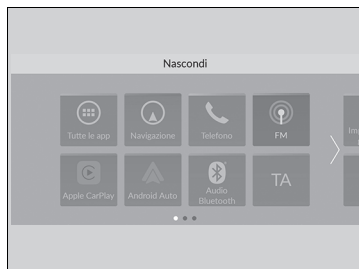 Nascondi
Tutte le app
Navigazione
Telefono
FM
Apple CarPlay
Android Auto
Audio
Bluetooth
TA